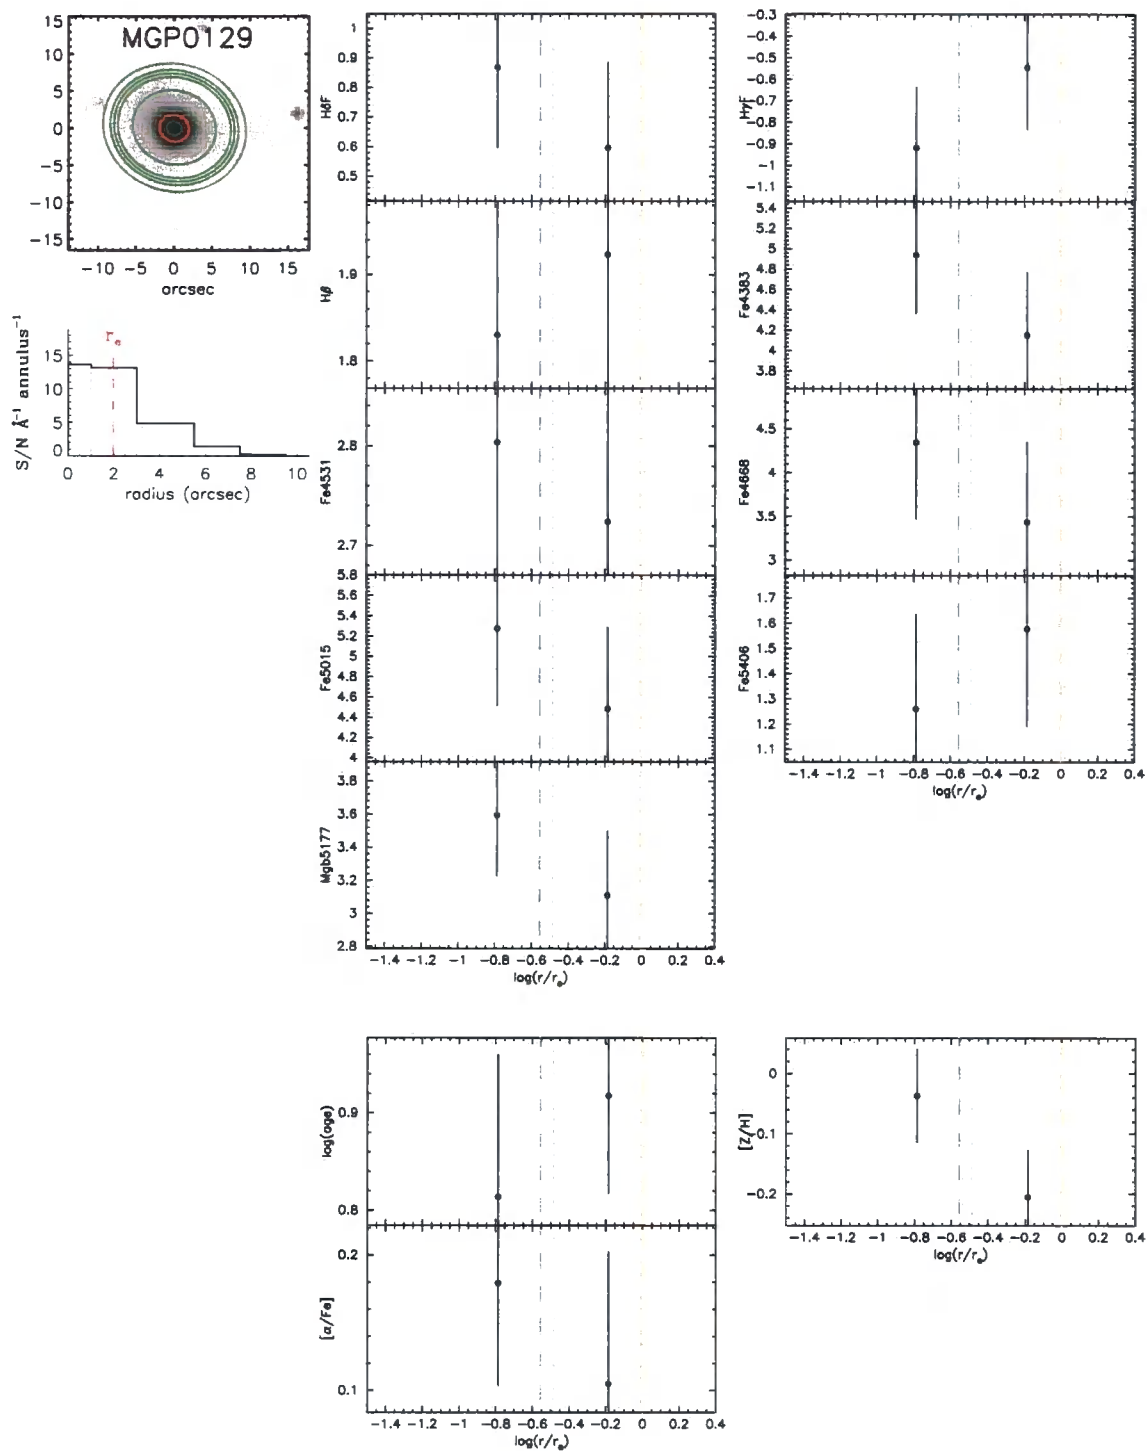 MGP0129
15
10
5
0
−5
−10
−15
−10 −5 0 5 10 15
arcsec
S/N Å⁻¹ annulus⁻¹
rₑ
15
10
5
0
0 2 4 6 8 10
radius (arcsec)
HδF
1
0.9
0.8
0.7
0.6
0.5
Hβ
1.9
1.8
Fe4531
2.8
2.7
Fe5015
5.8
5.6
5.4
5.2
5
4.8
4.6
4.4
4.2
4
Mgb5177
3.8
3.6
3.4
3.2
3
2.8
−1.4 −1.2 −1 −0.8 −0.6 −0.4 −0.2 0 0.2 0.4
log(r/rₑ)
HγF
−0.3
−0.4
−0.5
−0.6
−0.7
−0.8
−0.9
−1
−1.1
Fe4383
5.4
5.2
5
4.8
4.6
4.4
4.2
4
3.8
Fe4668
4.5
4
3.5
3
Fe5406
1.7
1.6
1.5
1.4
1.3
1.2
1.1
−1.4 −1.2 −1 −0.8 −0.6 −0.4 −0.2 0 0.2 0.4
log(r/rₑ)
log(age)
0.9
0.8
[α/Fe]
0.2
0.1
−1.4 −1.2 −1 −0.8 −0.6 −0.4 −0.2 0 0.2 0.4
log(r/rₑ)
[Z/H]
0
−0.1
−0.2
−1.4 −1.2 −1 −0.8 −0.6 −0.4 −0.2 0 0.2 0.4
log(r/rₑ)